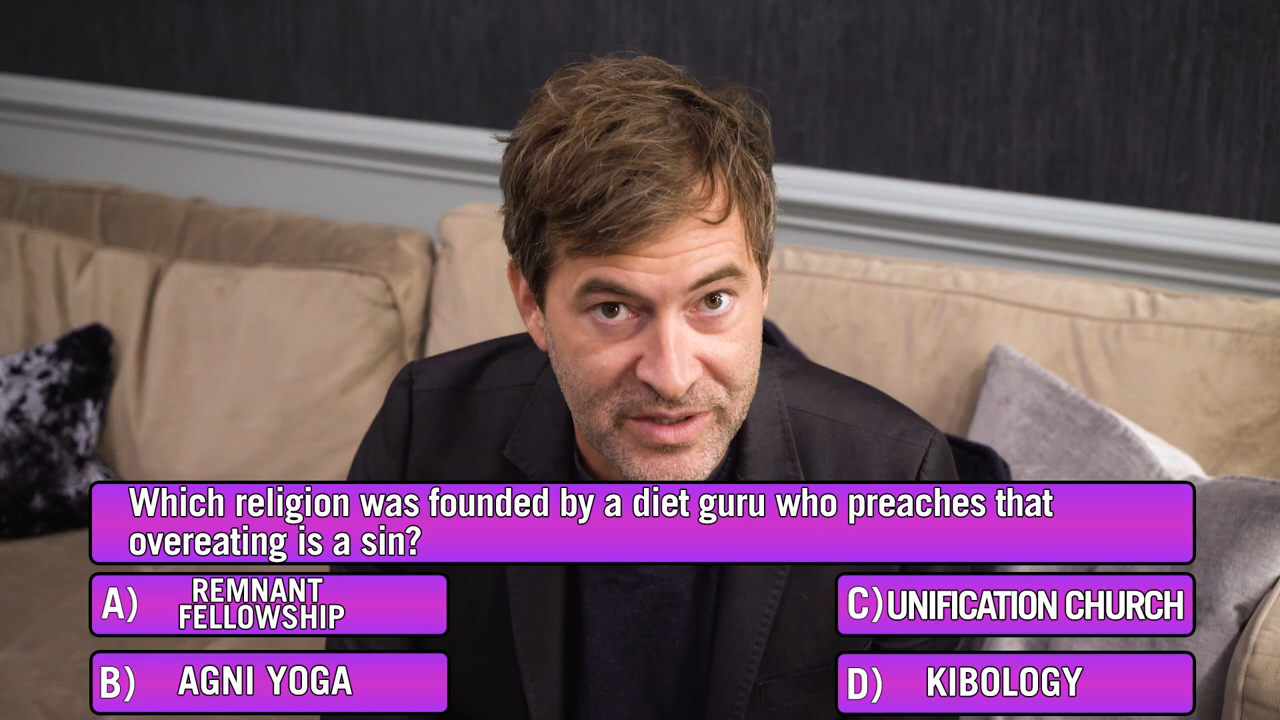 Which religion was founded by a diet guru who preaches that
overeating is a sin?
A) REMNANT
FELLOWSHIP
B) AGNI YOGA
C) UNIFICATION CHURCH
D) KIBOLOGY